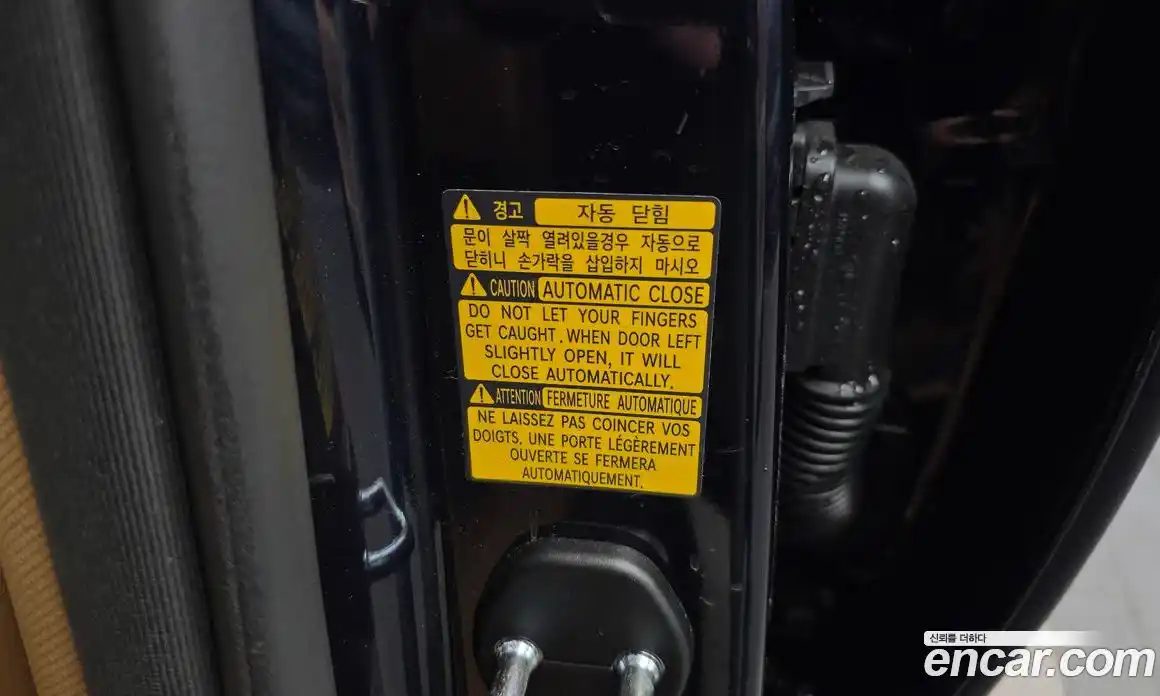 경고 자동 닫힘
문이 살짝 열려있을경우 자동으로
닫히니 손가락을 삽입하지 마시오
CAUTION AUTOMATIC CLOSE
DO NOT LET YOUR FINGERS
GET CAUGHT. WHEN DOOR LEFT
SLIGHTLY OPEN, IT WILL
CLOSE AUTOMATICALLY.
ATTENTION FERMETURE AUTOMATIQUE
NE LAISSEZ PAS COINCER VOS
DOIGTS. UNE PORTE LÉGÈREMENT
OUVERTE SE FERMERA
AUTOMATIQUEMENT.
신뢰를 더하다
encar.com